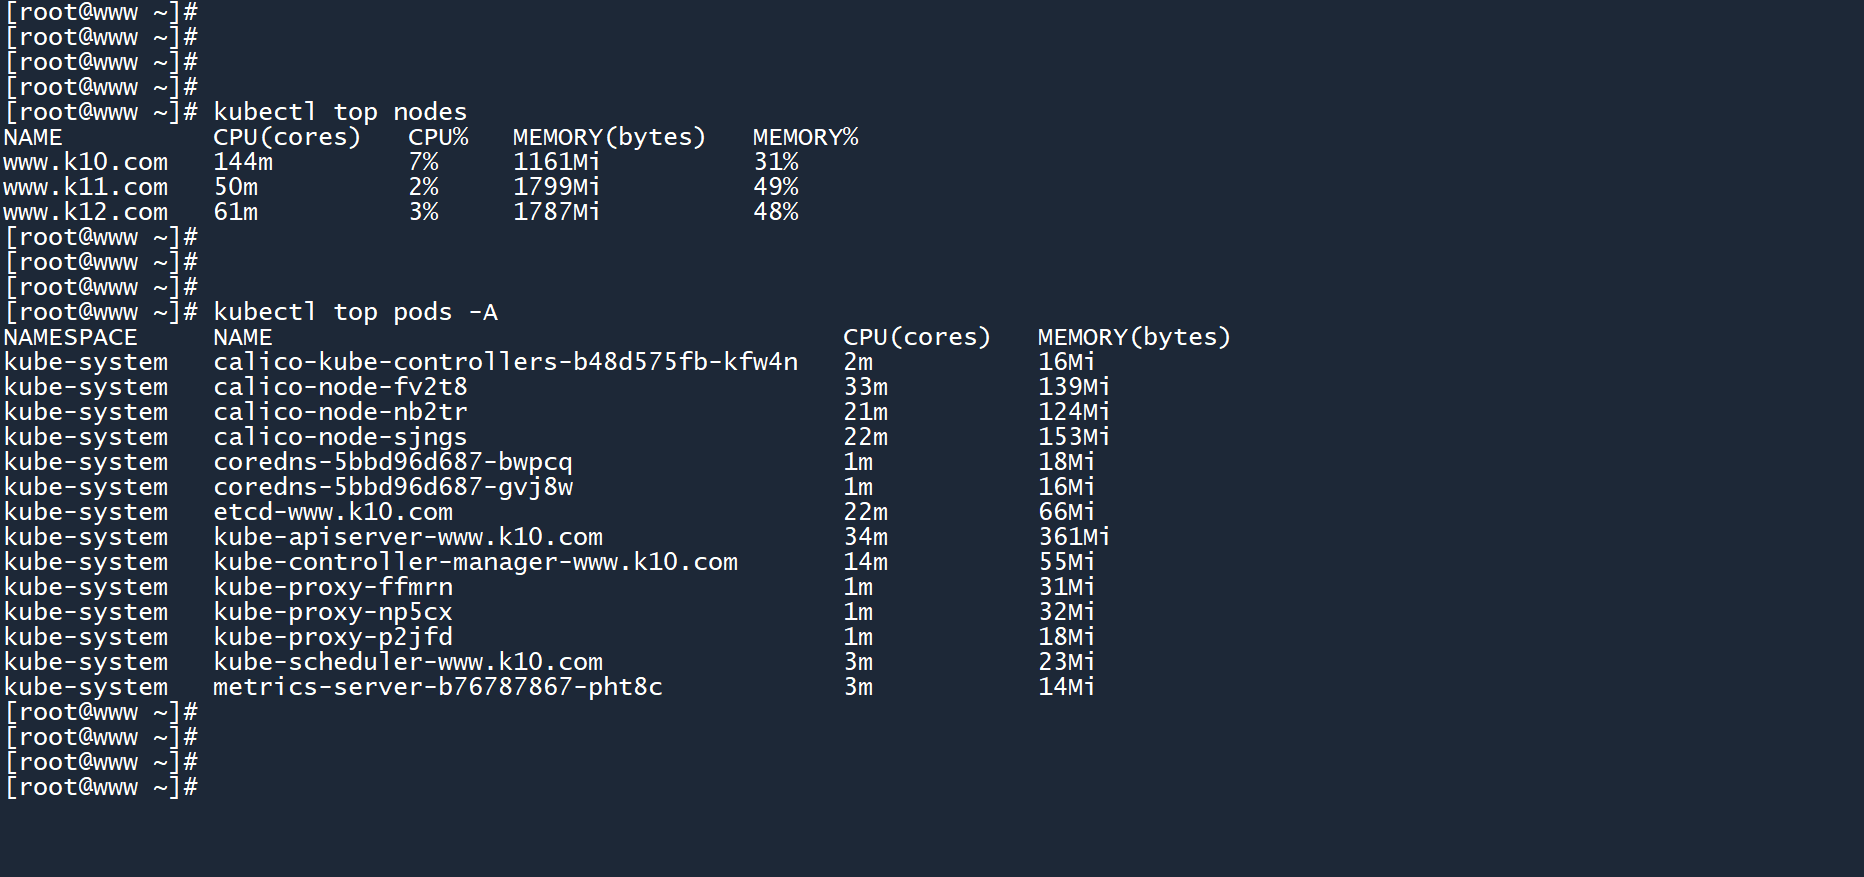 [root@www ~]#
[root@www ~]#
[root@www ~]#
[root@www ~]#
[root@www ~]# kubectl top nodes
NAME           CPU(cores)   CPU%   MEMORY(bytes)   MEMORY%
www.k10.com   144m         7%     1161Mi          31%
www.k11.com   50m          2%     1799Mi          49%
www.k12.com   61m          3%     1787Mi          48%
[root@www ~]#
[root@www ~]#
[root@www ~]#
[root@www ~]# kubectl top pods -A
NAMESPACE     NAME                                      CPU(cores)   MEMORY(bytes)
kube-system   calico-kube-controllers-b48d575fb-kfw4n   2m           16Mi
kube-system   calico-node-fv2t8                         33m          139Mi
kube-system   calico-node-nb2tr                         21m          124Mi
kube-system   calico-node-sjngs                         22m          153Mi
kube-system   coredns-5bbd96d687-bwpcq                  1m           18Mi
kube-system   coredns-5bbd96d687-gvj8w                  1m           16Mi
kube-system   etcd-www.k10.com                          22m          66Mi
kube-system   kube-apiserver-www.k10.com                34m          361Mi
kube-system   kube-controller-manager-www.k10.com       14m          55Mi
kube-system   kube-proxy-ffmrn                          1m           31Mi
kube-system   kube-proxy-np5cx                          1m           32Mi
kube-system   kube-proxy-p2jfd                          1m           18Mi
kube-system   kube-scheduler-www.k10.com                3m           23Mi
kube-system   metrics-server-b76787867-pht8c            3m           14Mi
[root@www ~]#
[root@www ~]#
[root@www ~]#
[root@www ~]#